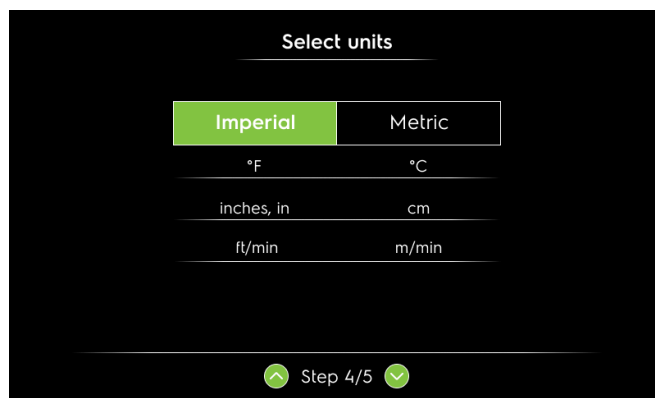 Select units
Imperial Metric
°F °C
inches, in cm
ft/min m/min
Step 4/5